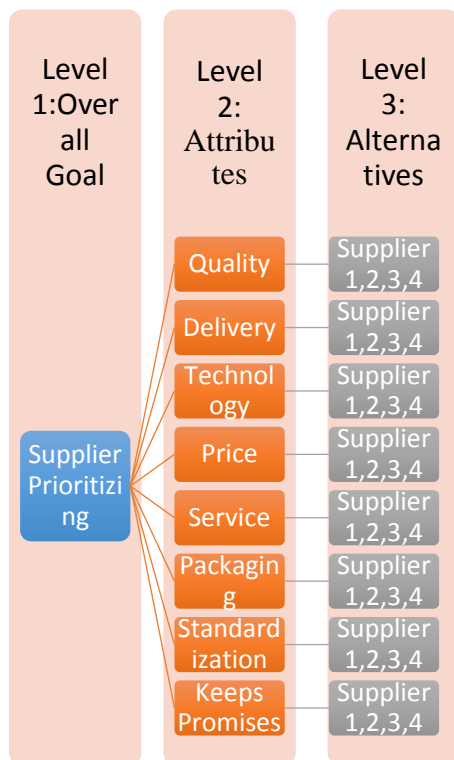 Level
1:Over
all
Goal
Level
2:
Attribu
tes
Level
3:
Alterna
tives
Supplier
Prioritizi
ng
Quality
Supplier
1,2,3,4
Delivery
Supplier
1,2,3,4
Technol
ogy
Supplier
1,2,3,4
Price
Supplier
1,2,3,4
Service
Supplier
1,2,3,4
Packagin
g
Supplier
1,2,3,4
Standard
ization
Supplier
1,2,3,4
Keeps
Promises
Supplier
1,2,3,4